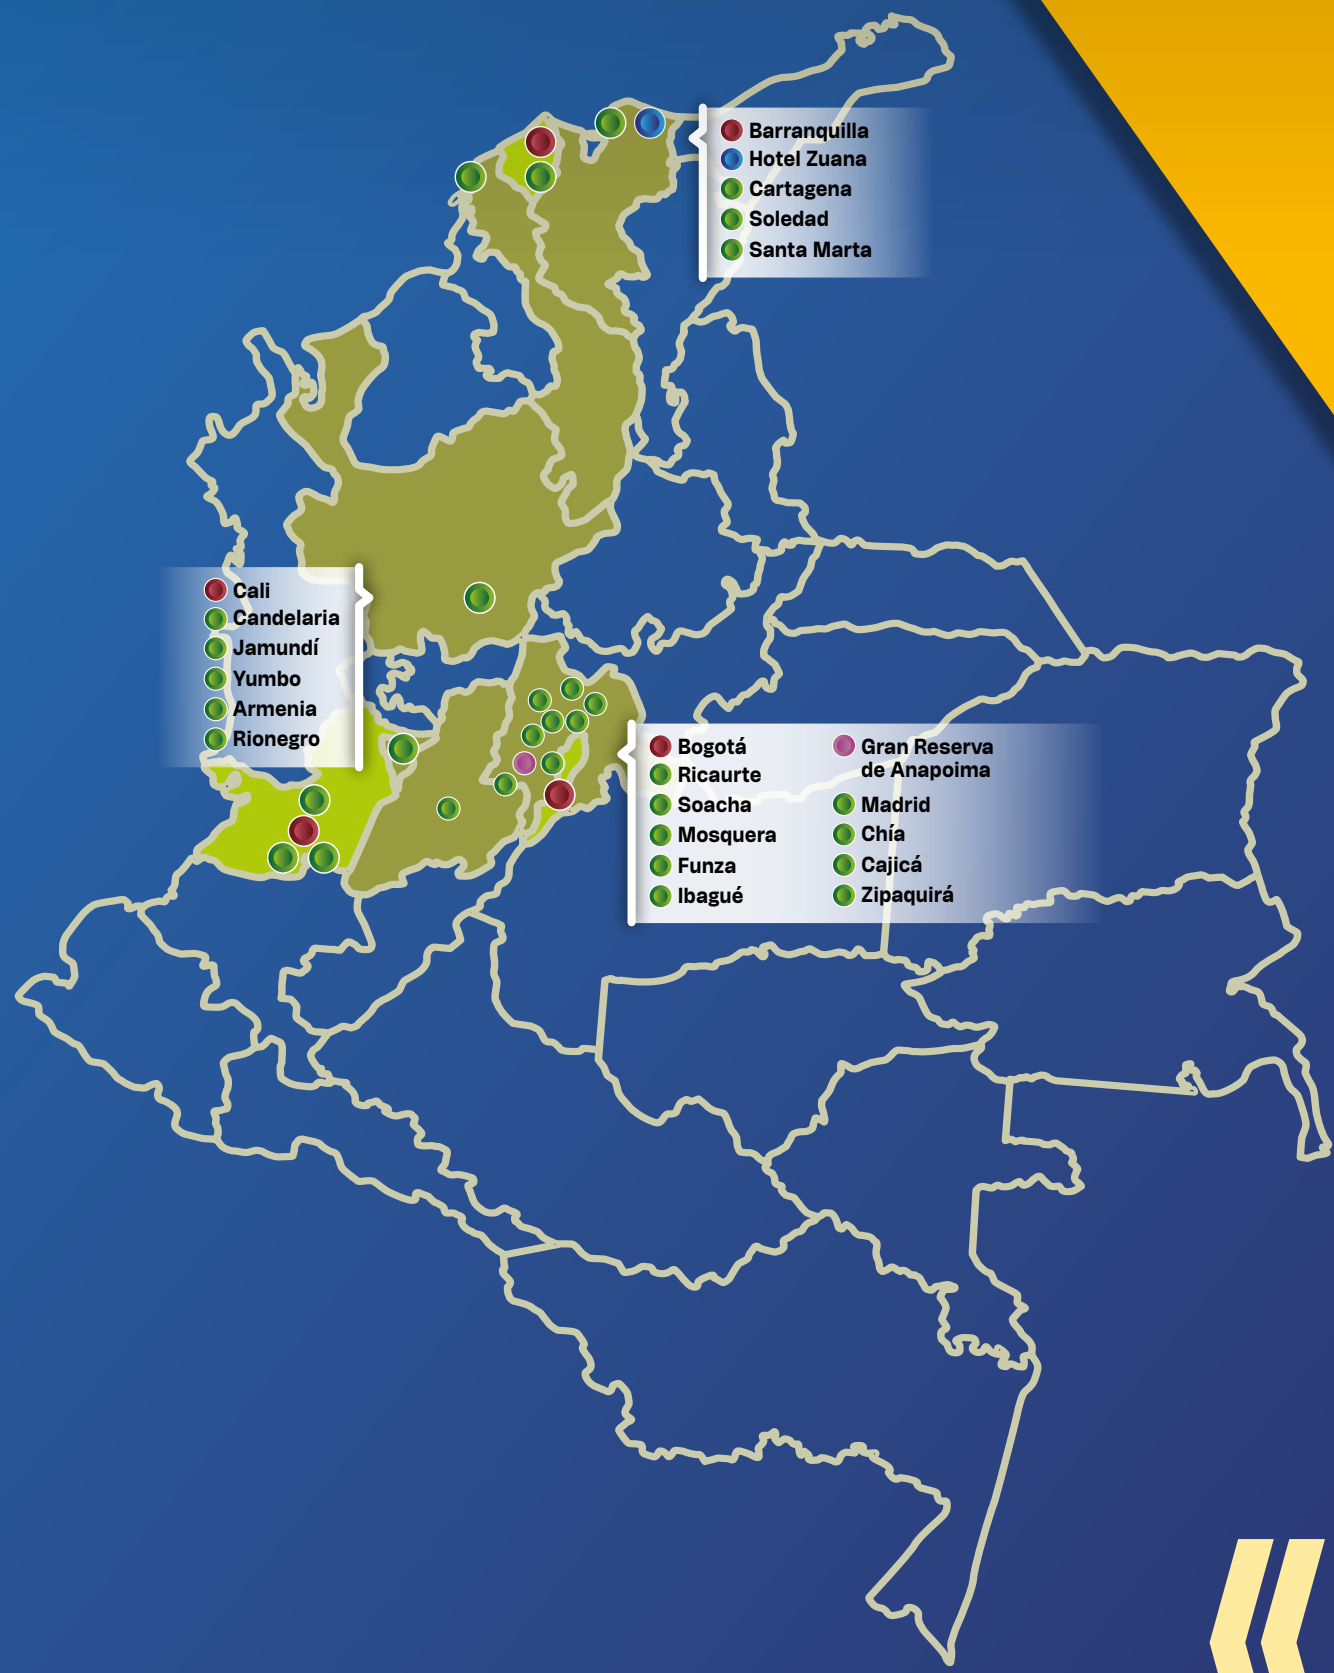 Barranquilla
Hotel Zuana
Cartagena
Soledad
Santa Marta
Cali
Candelaria
Jamundí
Yumbo
Armenia
Rionegro
Bogotá
Ricaurte
Soacha
Mosquera
Funza
Ibagué
Gran Reserva
de Anapoima
Madrid
Chía
Cajicá
Zipaquirá